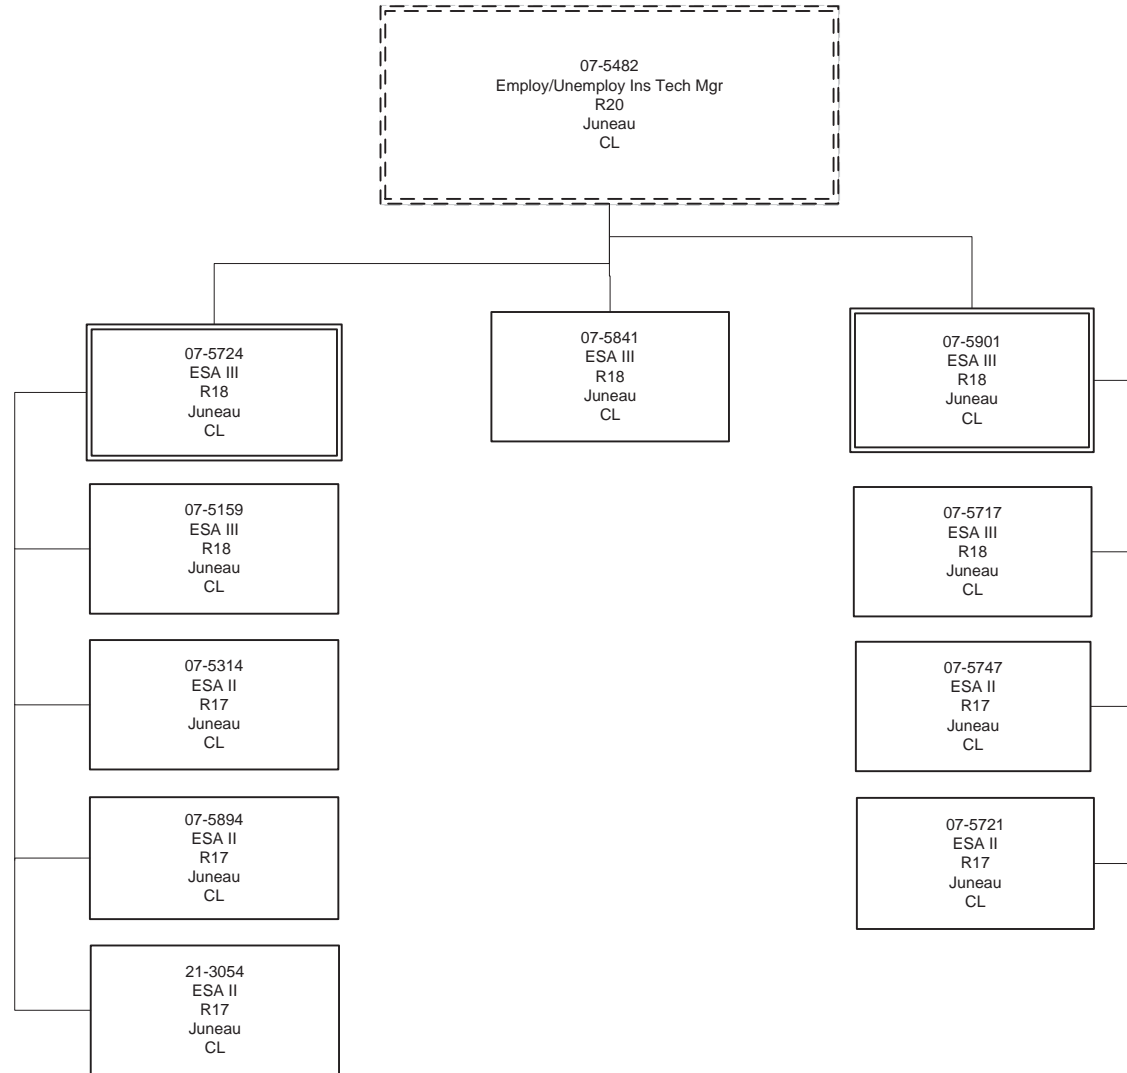 07-5482
Employ/Unemploy Ins Tech Mgr
R20
Juneau
CL
07-5724
ESA III
R18
Juneau
CL
07-5841
ESA III
R18
Juneau
CL
07-5901
ESA III
R18
Juneau
CL
07-5159
ESA III
R18
Juneau
CL
07-5717
ESA III
R18
Juneau
CL
07-5314
ESA II
R17
Juneau
CL
07-5747
ESA II
R17
Juneau
CL
07-5894
ESA II
R17
Juneau
CL
07-5721
ESA II
R17
Juneau
CL
21-3054
ESA II
R17
Juneau
CL